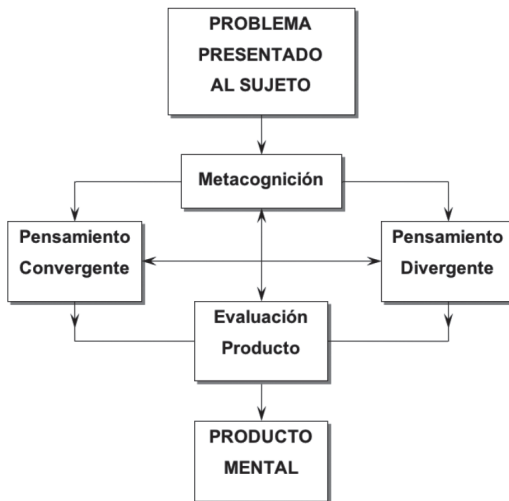 PROBLEMA
PRESENTADO
AL SUJETO
Metacognición
Pensamiento
Convergente
Pensamiento
Divergente
Evaluación
Producto
PRODUCTO
MENTAL